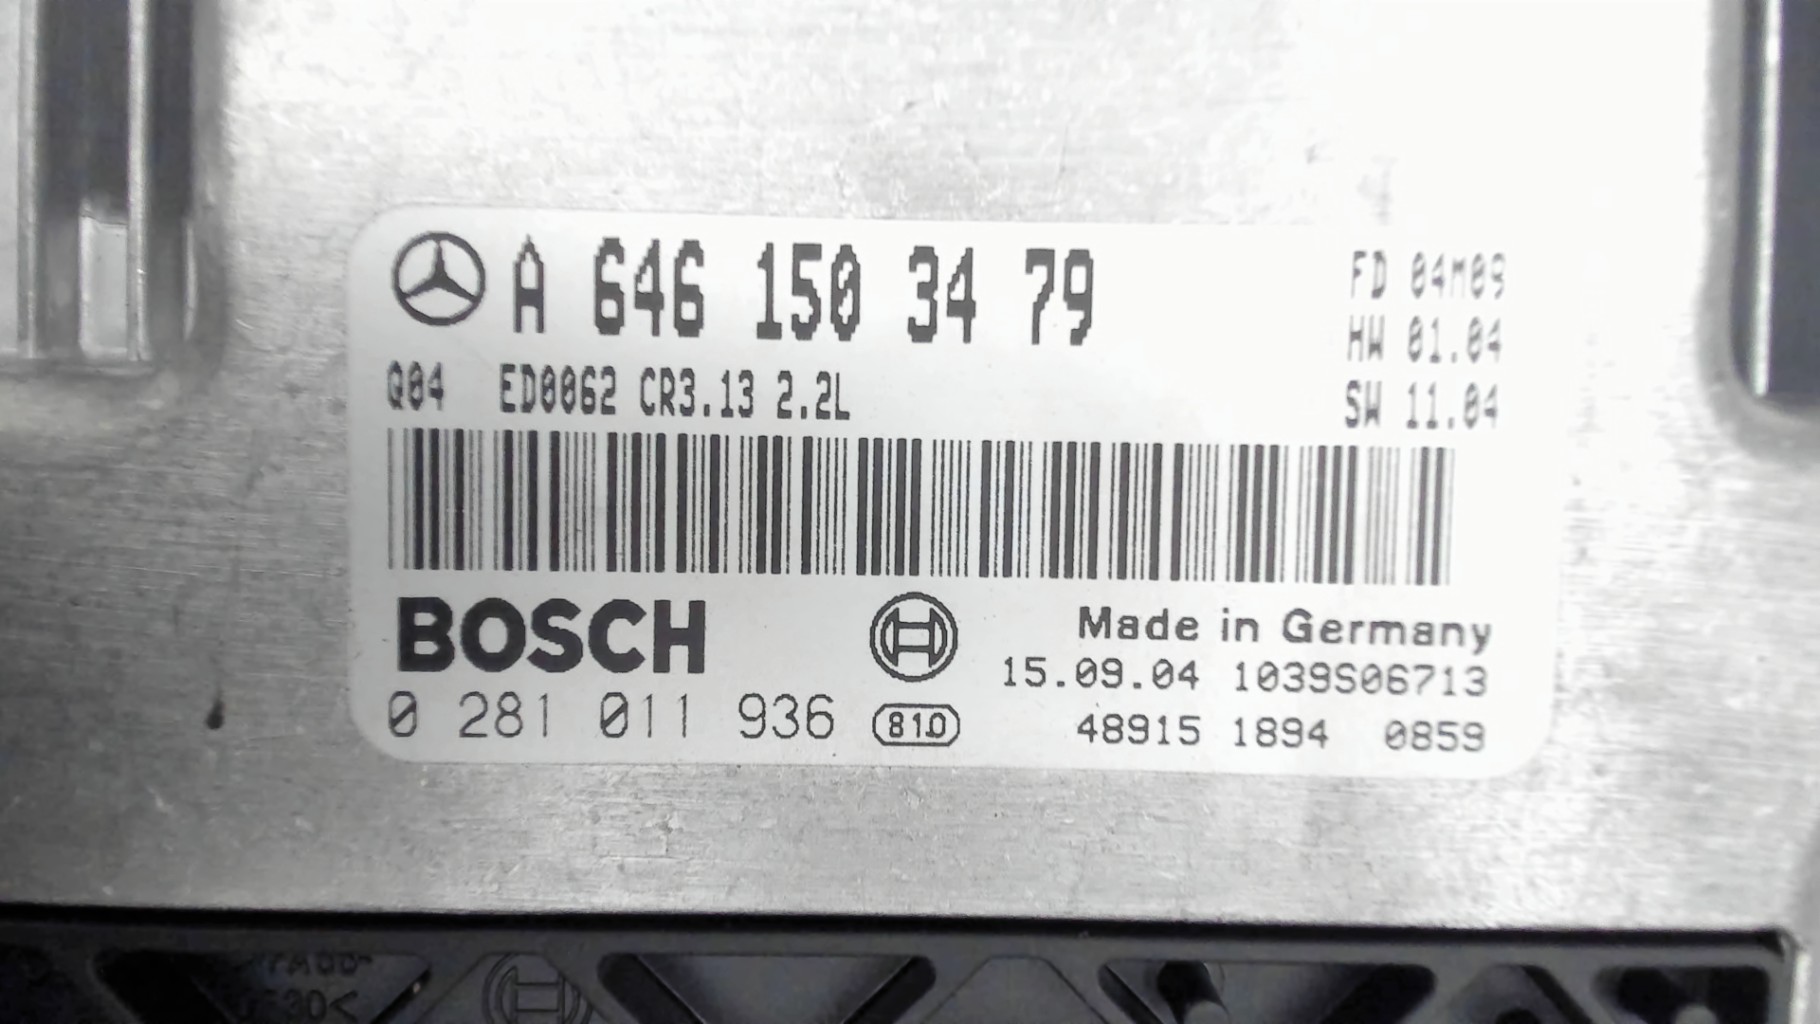 A 646 150 34 79
FD 04M09
HW 01.04
Q04 ED0062 CR3.13 2.2L
SW 11.04
BOSCH
Made in Germany
15.09.04 1039S06713
0 281 011 936
810
48915 1894 0859